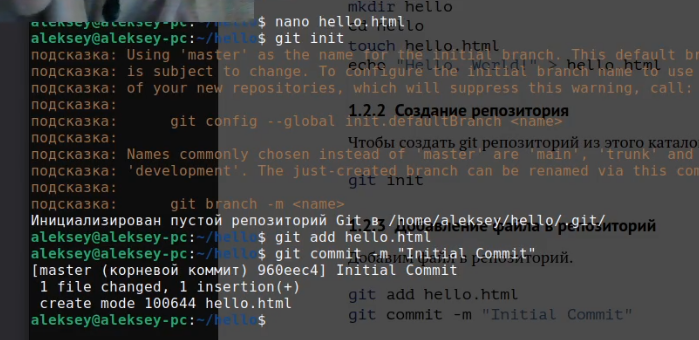 aleksey@aleksey-pc:~/hello$ nano hello.html
aleksey@aleksey-pc:~/hello$ git init
подсказка: Using 'master' as the name for the initial branch. This default br
подсказка: is subject to change. To configure the initial branch name to use
подсказка: of your new repositories, which will suppress this warning, call:
подсказка:
подсказка: git config --global init.defaultBranch <name>
подсказка:
подсказка: Names commonly chosen instead of 'master' are 'main', 'trunk' and
подсказка: 'development'. The just-created branch can be renamed via this com
подсказка:
подсказка: git branch -m <name>
Инициализирован пустой репозиторий Git в /home/aleksey/hello/.git/
aleksey@aleksey-pc:~/hello$ git add hello.html
aleksey@aleksey-pc:~/hello$ git commit -m "Initial Commit"
[master (корневой коммит) 960eec4] Initial Commit
1 file changed, 1 insertion(+)
create mode 100644 hello.html
aleksey@aleksey-pc:~/hello$
mkdir hello
cd hello
touch hello.html
echo "Hello, World!" > hello.html
1.2.2 Создание репозитория
Чтобы создать git репозиторий из этого катало
git init
1.2.3 Добавление файла в репозиторий
Добавим файл в репозиторий.
git add hello.html
git commit -m "Initial Commit"